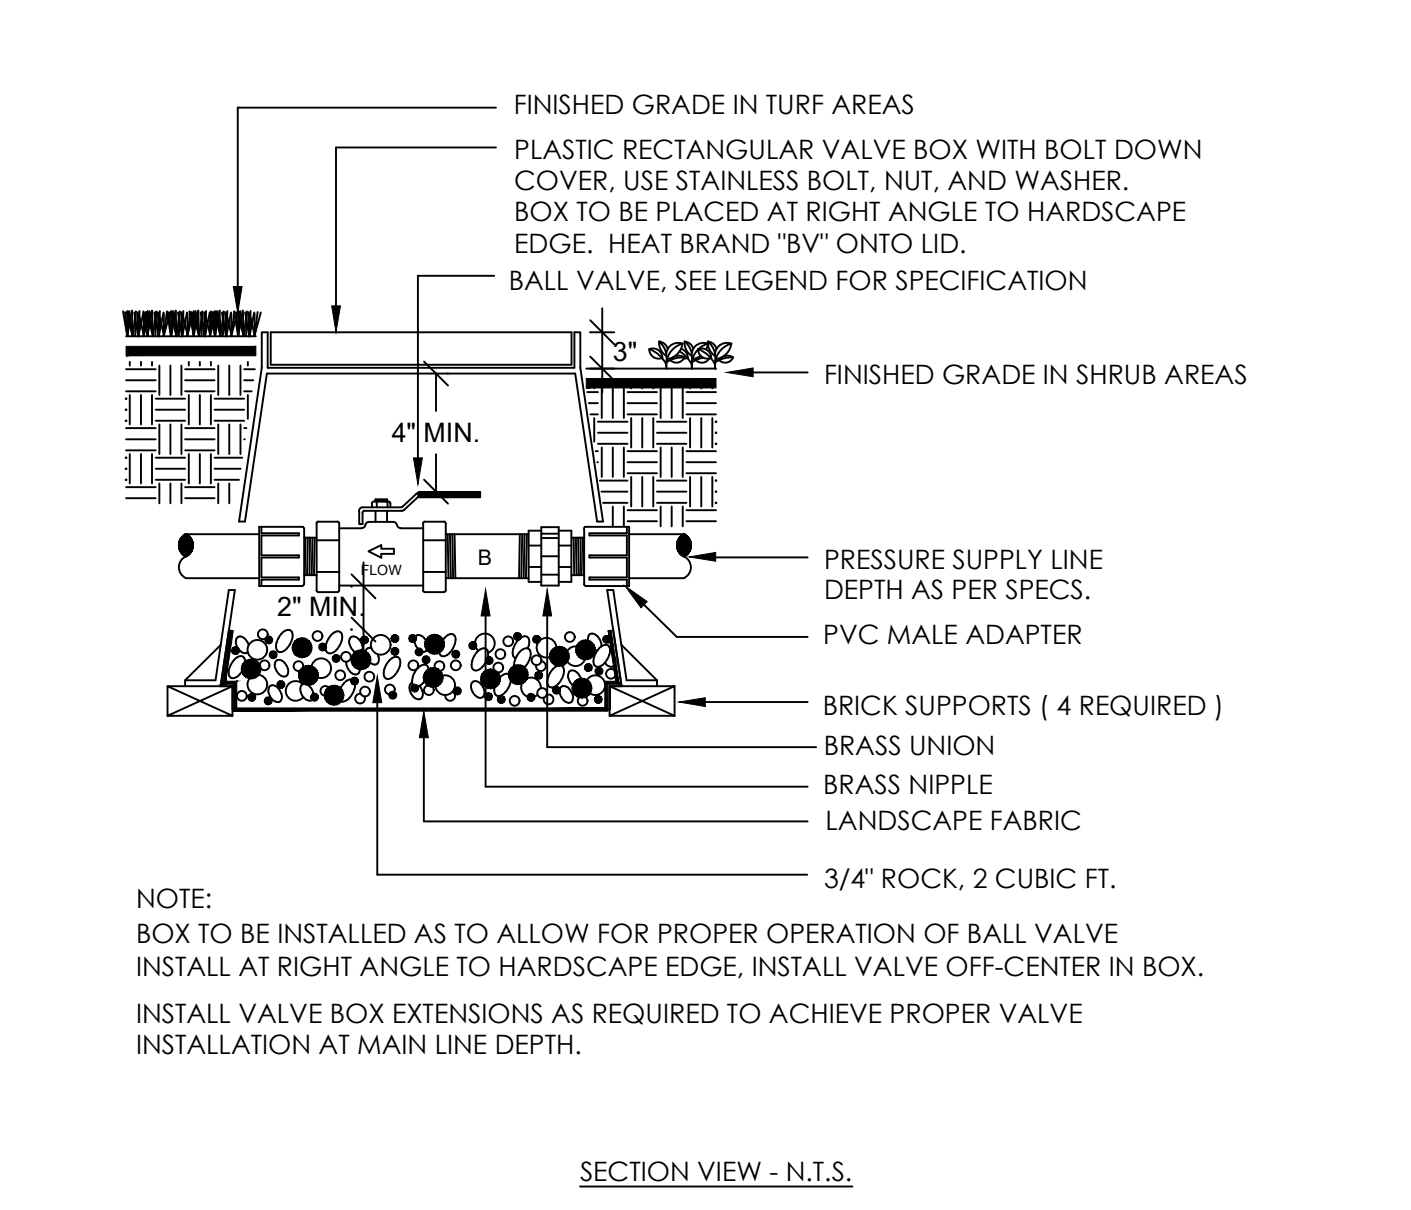 FINISHED GRADE IN TURF AREAS
PLASTIC RECTANGULAR VALVE BOX WITH BOLT DOWN
COVER, USE STAINLESS BOLT, NUT, AND WASHER.
BOX TO BE PLACED AT RIGHT ANGLE TO HARDSCAPE
EDGE.  HEAT BRAND "BV" ONTO LID.
BALL VALVE, SEE LEGEND FOR SPECIFICATION
3"
FINISHED GRADE IN SHRUB AREAS
4" MIN.
B
FLOW
PRESSURE SUPPLY LINE
DEPTH AS PER SPECS.
2" MIN.
PVC MALE ADAPTER
BRICK SUPPORTS ( 4 REQUIRED )
BRASS UNION
BRASS NIPPLE
LANDSCAPE FABRIC
3/4" ROCK, 2 CUBIC FT.
NOTE:
BOX TO BE INSTALLED AS TO ALLOW FOR PROPER OPERATION OF BALL VALVE
INSTALL AT RIGHT ANGLE TO HARDSCAPE EDGE, INSTALL VALVE OFF-CENTER IN BOX.
INSTALL VALVE BOX EXTENSIONS AS REQUIRED TO ACHIEVE PROPER VALVE
INSTALLATION AT MAIN LINE DEPTH.
SECTION VIEW - N.T.S.